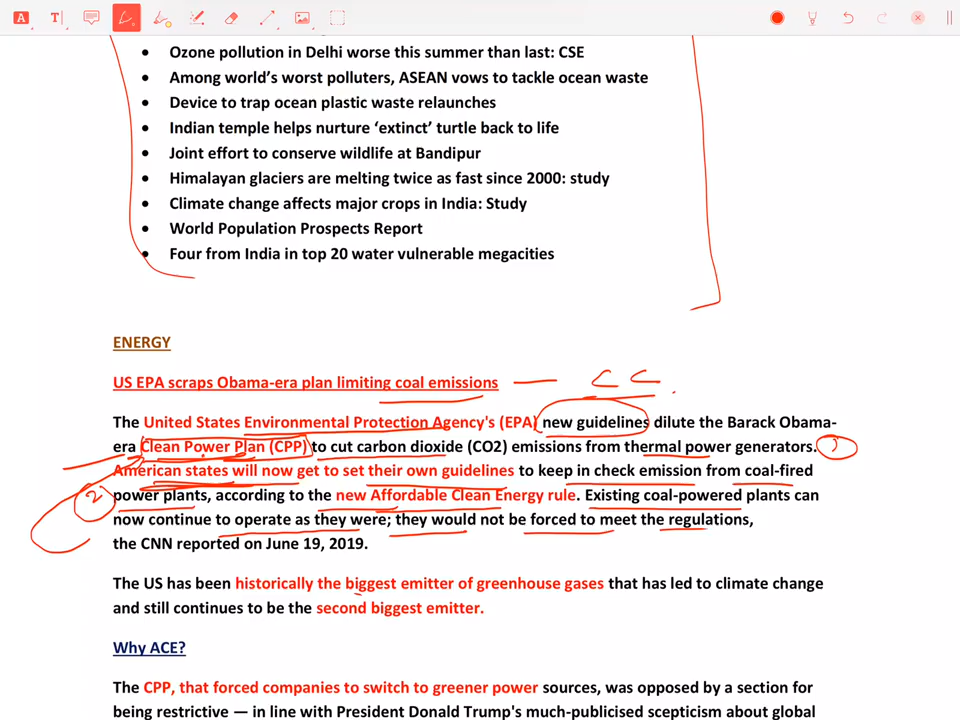 • Ozone pollution in Delhi worse this summer than last: CSE
• Among world's worst polluters, ASEAN vows to tackle ocean waste
• Device to trap ocean plastic waste relaunches
• Indian temple helps nurture 'extinct' turtle back to life
• Joint effort to conserve wildlife at Bandipur
• Himalayan glaciers are melting twice as fast since 2000: study
• Climate change affects major crops in India: Study
• World Population Prospects Report
• Four from India in top 20 water vulnerable megacities
ENERGY
US EPA scraps Obama-era plan limiting coal emissions — CC
The United States Environmental Protection Agency's (EPA) new guidelines dilute the Barack Obama-
era Clean Power Plan (CPP) to cut carbon dioxide (CO2) emissions from thermal power generators.
American states will now get to set their own guidelines to keep in check emission from coal-fired
2
power plants, according to the new Affordable Clean Energy rule. Existing coal-powered plants can
now continue to operate as they were; they would not be forced to meet the regulations,
the CNN reported on June 19, 2019.
The US has been historically the biggest emitter of greenhouse gases that has led to climate change
and still continues to be the second biggest emitter.
Why ACE?
The CPP, that forced companies to switch to greener power sources, was opposed by a section for
being restrictive — in line with President Donald Trump's much-publicised scepticism about global